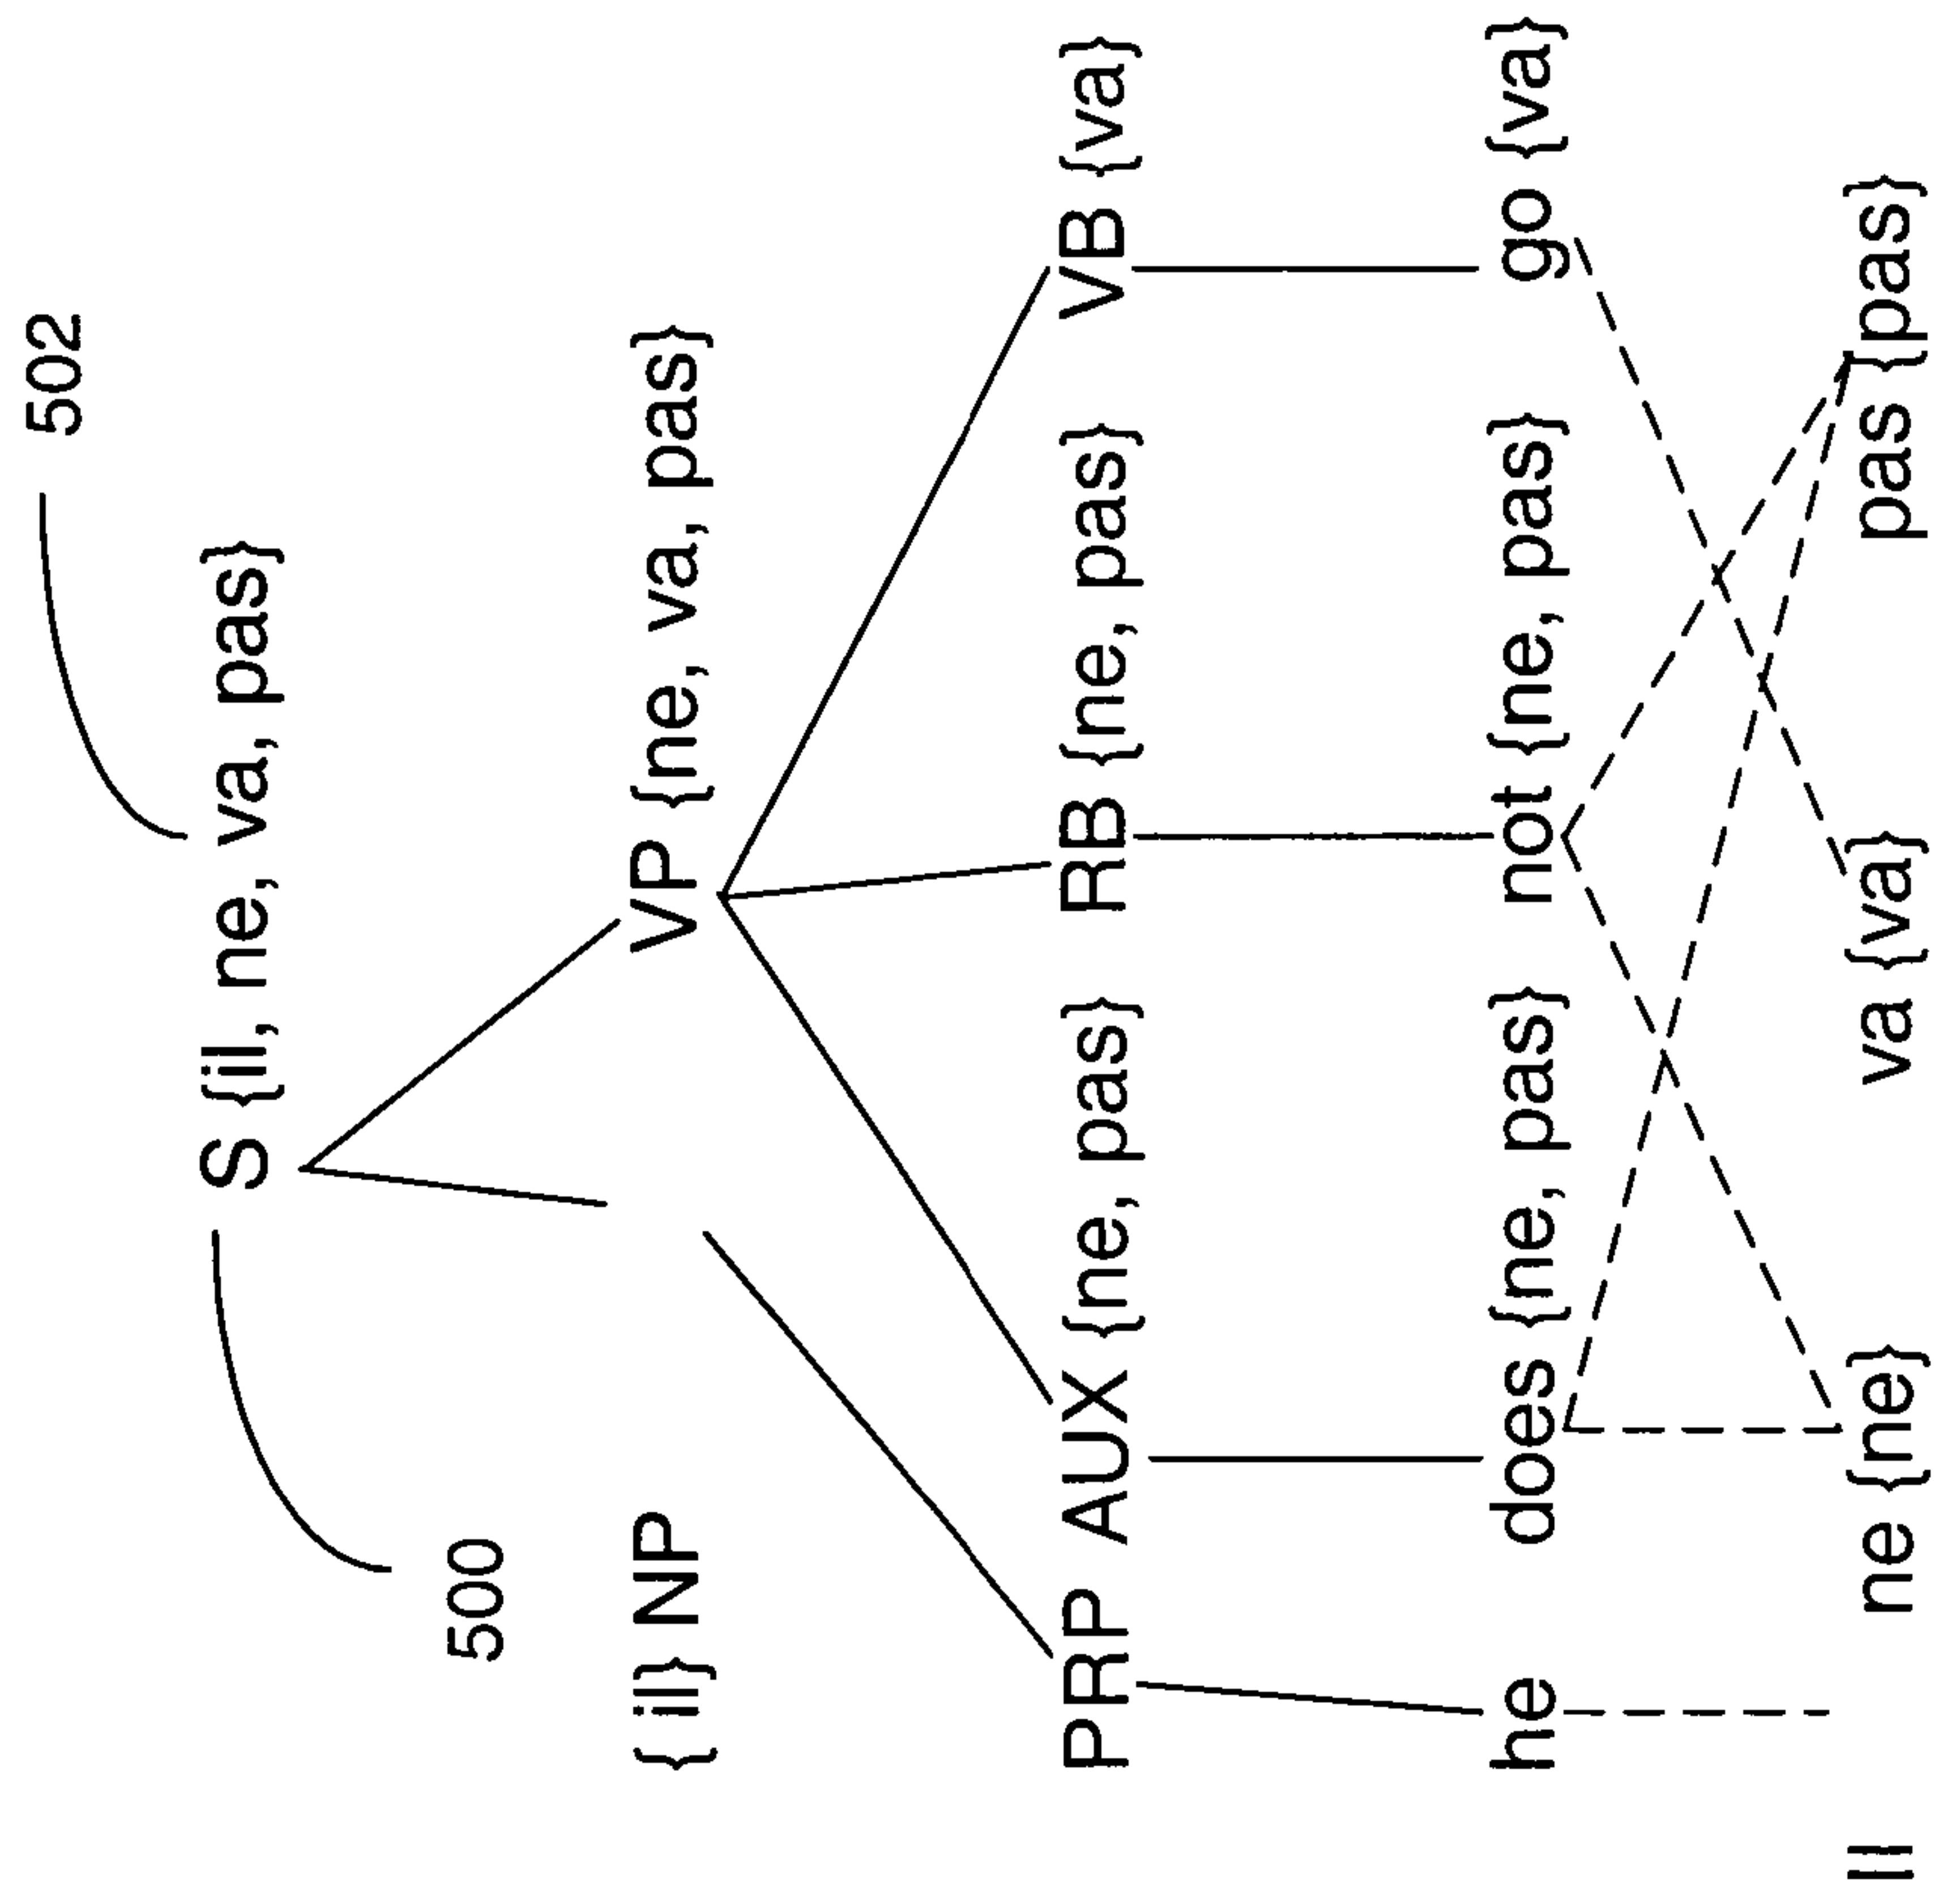 502
S {il, ne, va, pas}
500
{ il} NP
VP {ne, va, pas}
PRP
AUX {ne, pas}
RB {ne, pas}
VB {va}
he
does {ne, pas}
not {ne, pas}
go {va}
Il
ne {ne}
va {va}
pas {pas}